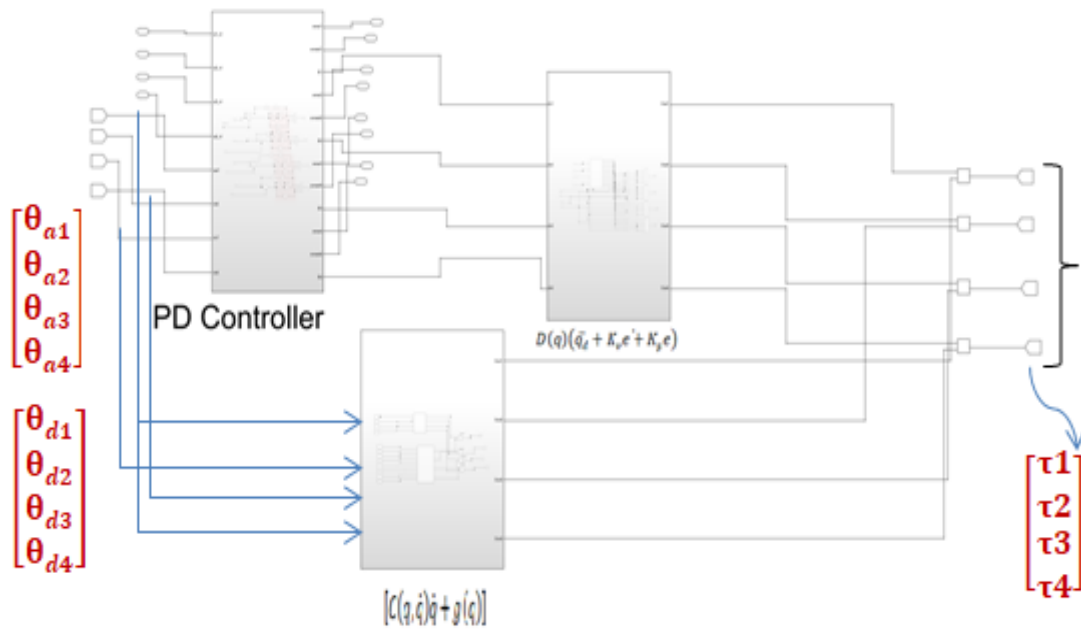 θa1
θa2
θa3
θa4
PD Controller
D(q)(q̈d + Kve˙ + Kpe)
θd1
θd2
θd3
θd4
[C(q,q̇)q̇ + g(q)]
τ1
τ2
τ3
τ4